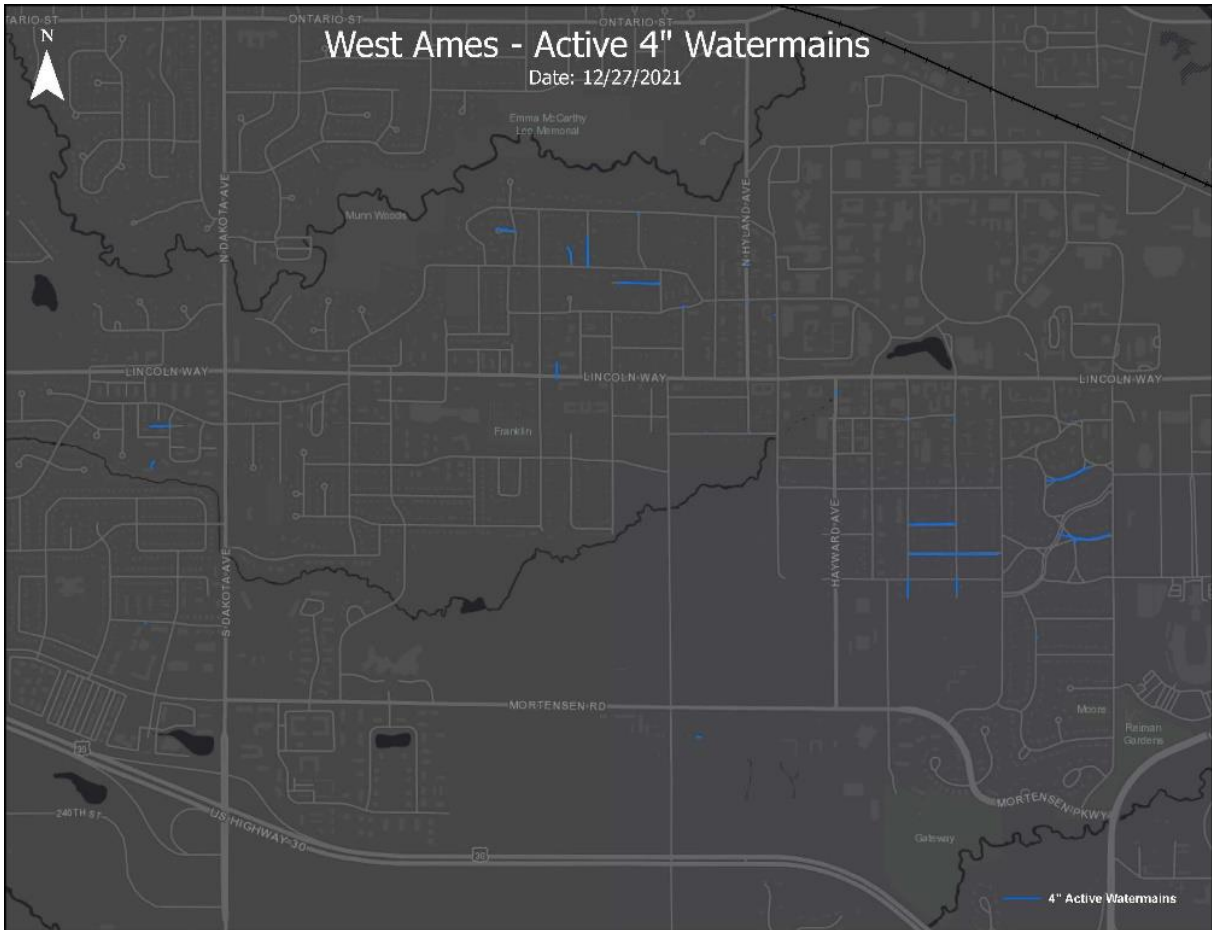 ONTARIO ST
ONTARIO ST
ONTARIO ST
N
West Ames - Active 4" Watermains
Date: 12/27/2021
Emma McCarthy
Lee Memorial
N DAKOTA AVE
N HYLAND AVE
Munn Woods
LINCOLN WAY
LINCOLN WAY
LINCOLN WAY
Franklin
HAYWARD AVE
S DAKOTA AVE
MORTENSEN RD
Moore
Reiman
Gardens
30
240TH ST
US HIGHWAY 30
MORTENSEN PKWY
Gateway
30
4" Active Watermains